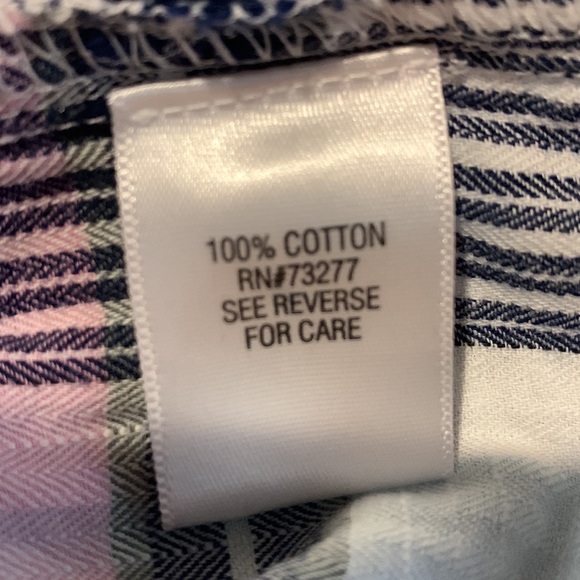 100% COTTON
RN#73277
SEE REVERSE
FOR CARE